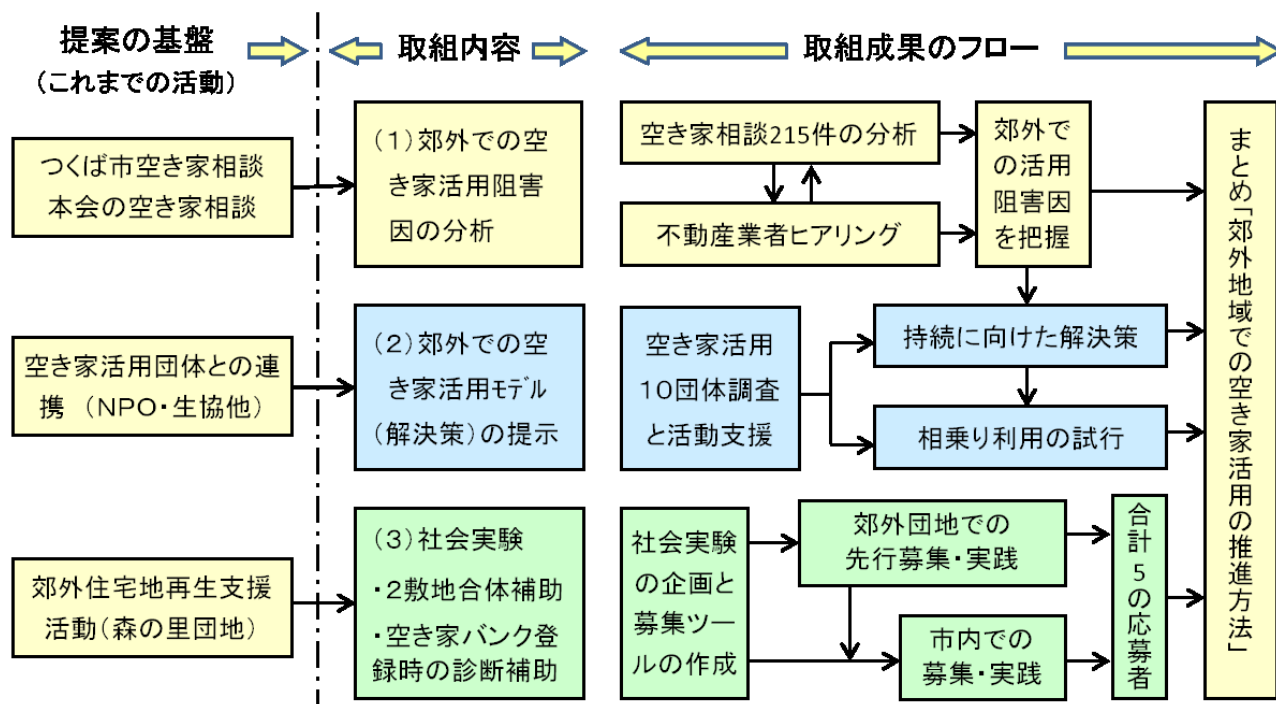 提案の基盤
（これまでの活動）
取組内容
取組成果のフロー
つくば市空き家相談
本会の空き家相談
（１）郊外での空
き家活用阻害
因の分析
空き家相談215件の分析
不動産業者ヒアリング
郊外で
の活用
阻害因
を把握
空き家活用団体との連
携　（ＮＰＯ・生協他）
（２）郊外での空
き家活用ﾓﾃﾞﾙ
（解決策）の提示
空き家活用
１０団体調査
と活動支援
持続に向けた解決策
相乗り利用の試行
郊外住宅地再生支援
活動（森の里団地）
（３）社会実験
・２敷地合体補助
・空き家バンク登
録時の診断補助
社会実験
の企画と
募集ツー
ルの作成
郊外団地での
先行募集・実践
市内での
募集・実践
合計５の応募者
まとめ「郊外地域での空き家活用の推進方法」